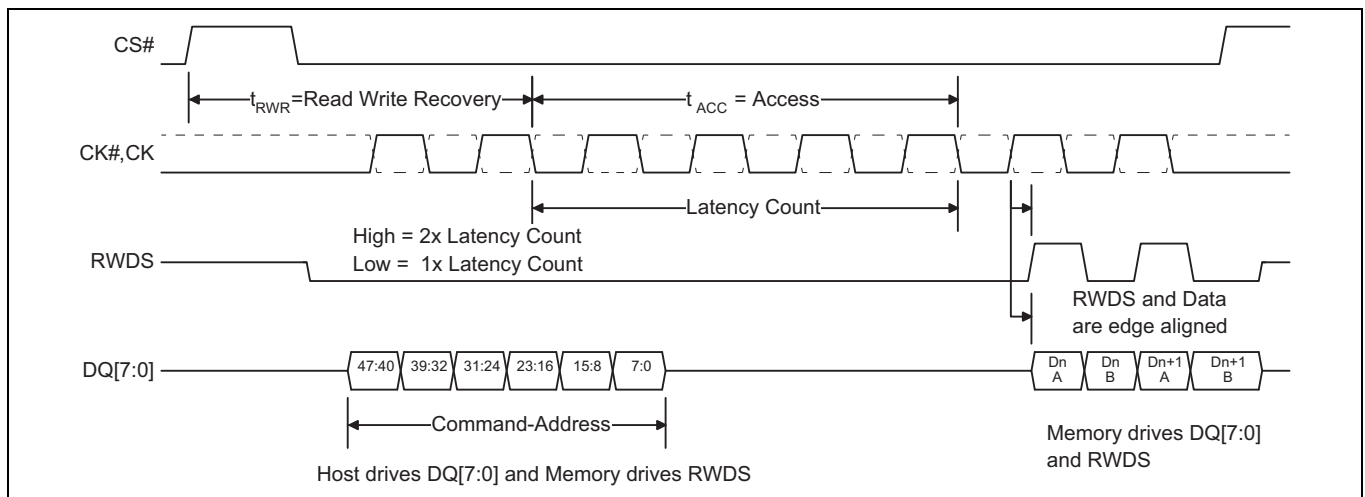 CS#
tRWR=Read Write Recovery
tACC = Access
CK#,CK
Latency Count
High = 2x Latency Count
Low = 1x Latency Count
RWDS
RWDS and Data
are edge aligned
DQ[7:0]
47:40 39:32 31:24 23:16 15:8 7:0
Dn
A
Dn
B
Dn+1
A
Dn+1
B
Command-Address
Memory drives DQ[7:0]
and RWDS
Host drives DQ[7:0] and Memory drives RWDS